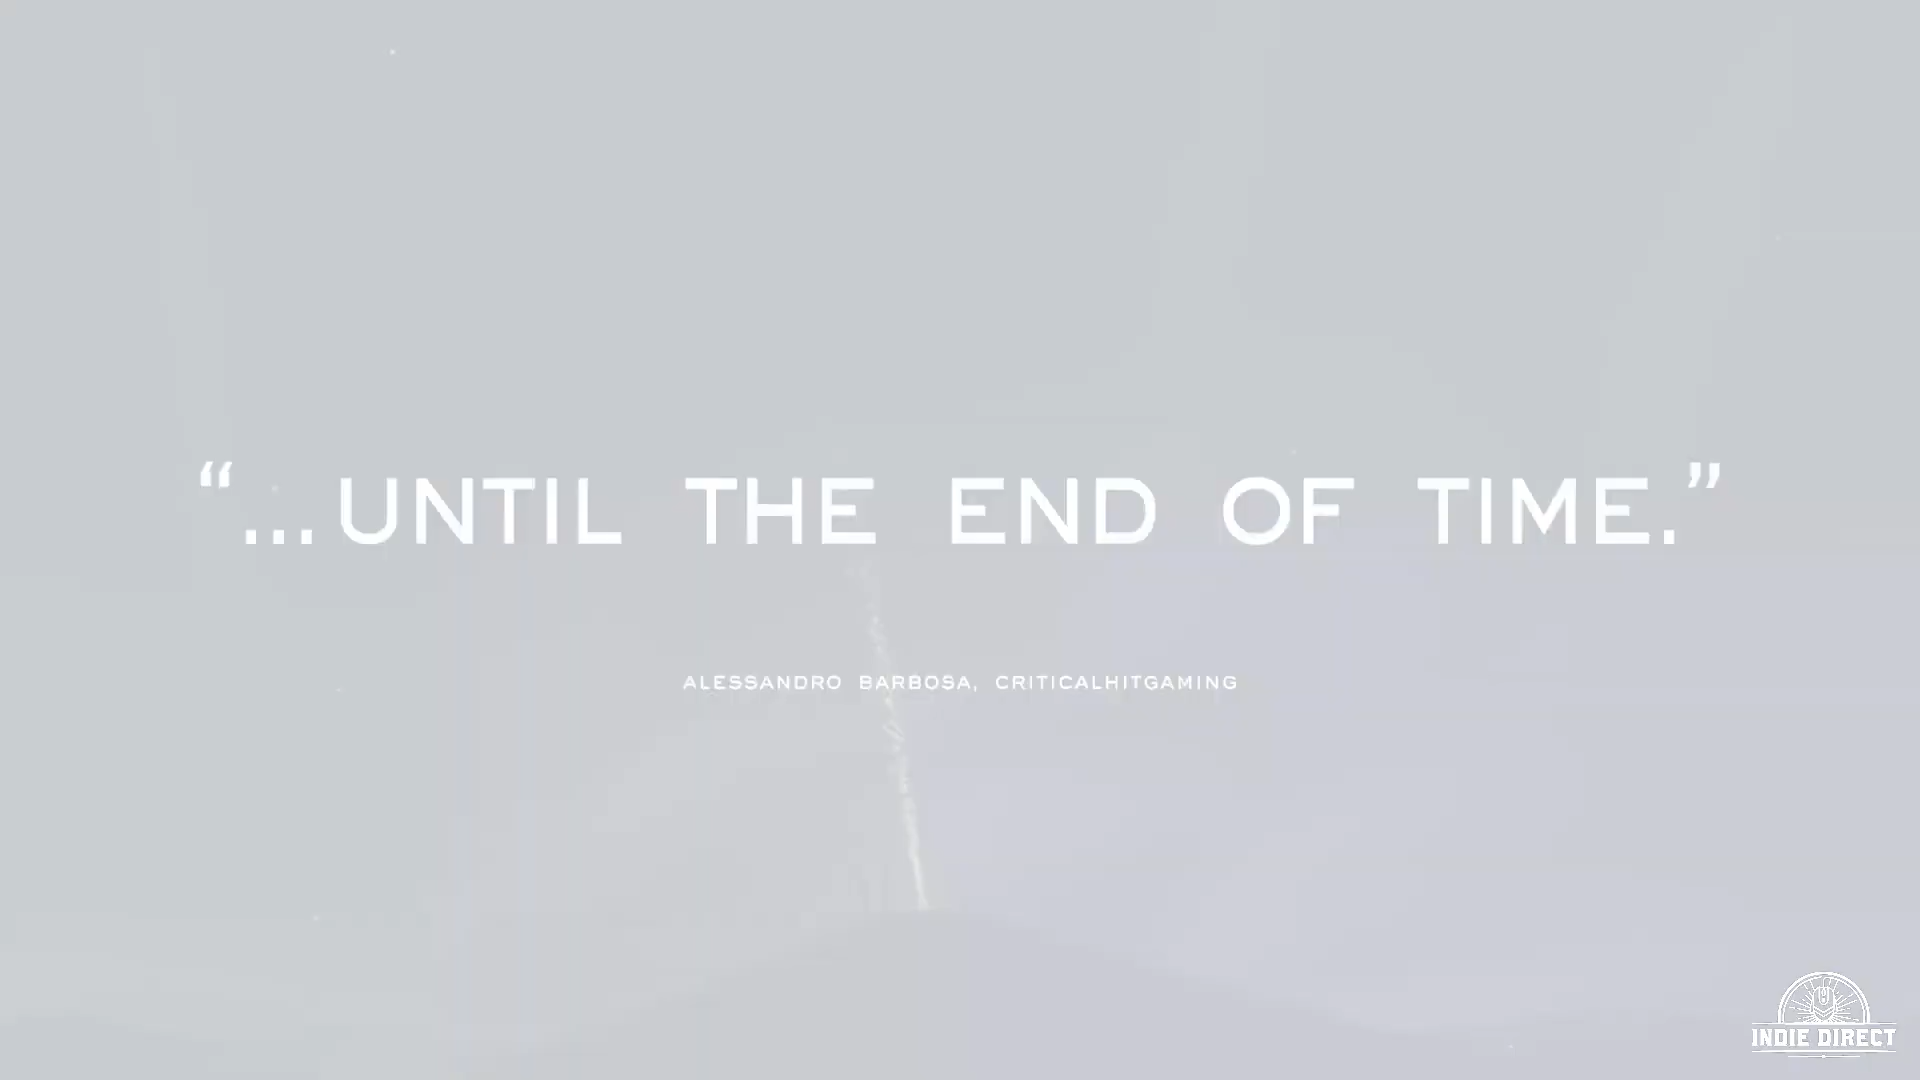 “...UNTIL THE END OF TIME.”
ALESSANDRO BARBOSA, CRITICALHITGAMING
INDIE DIRECT